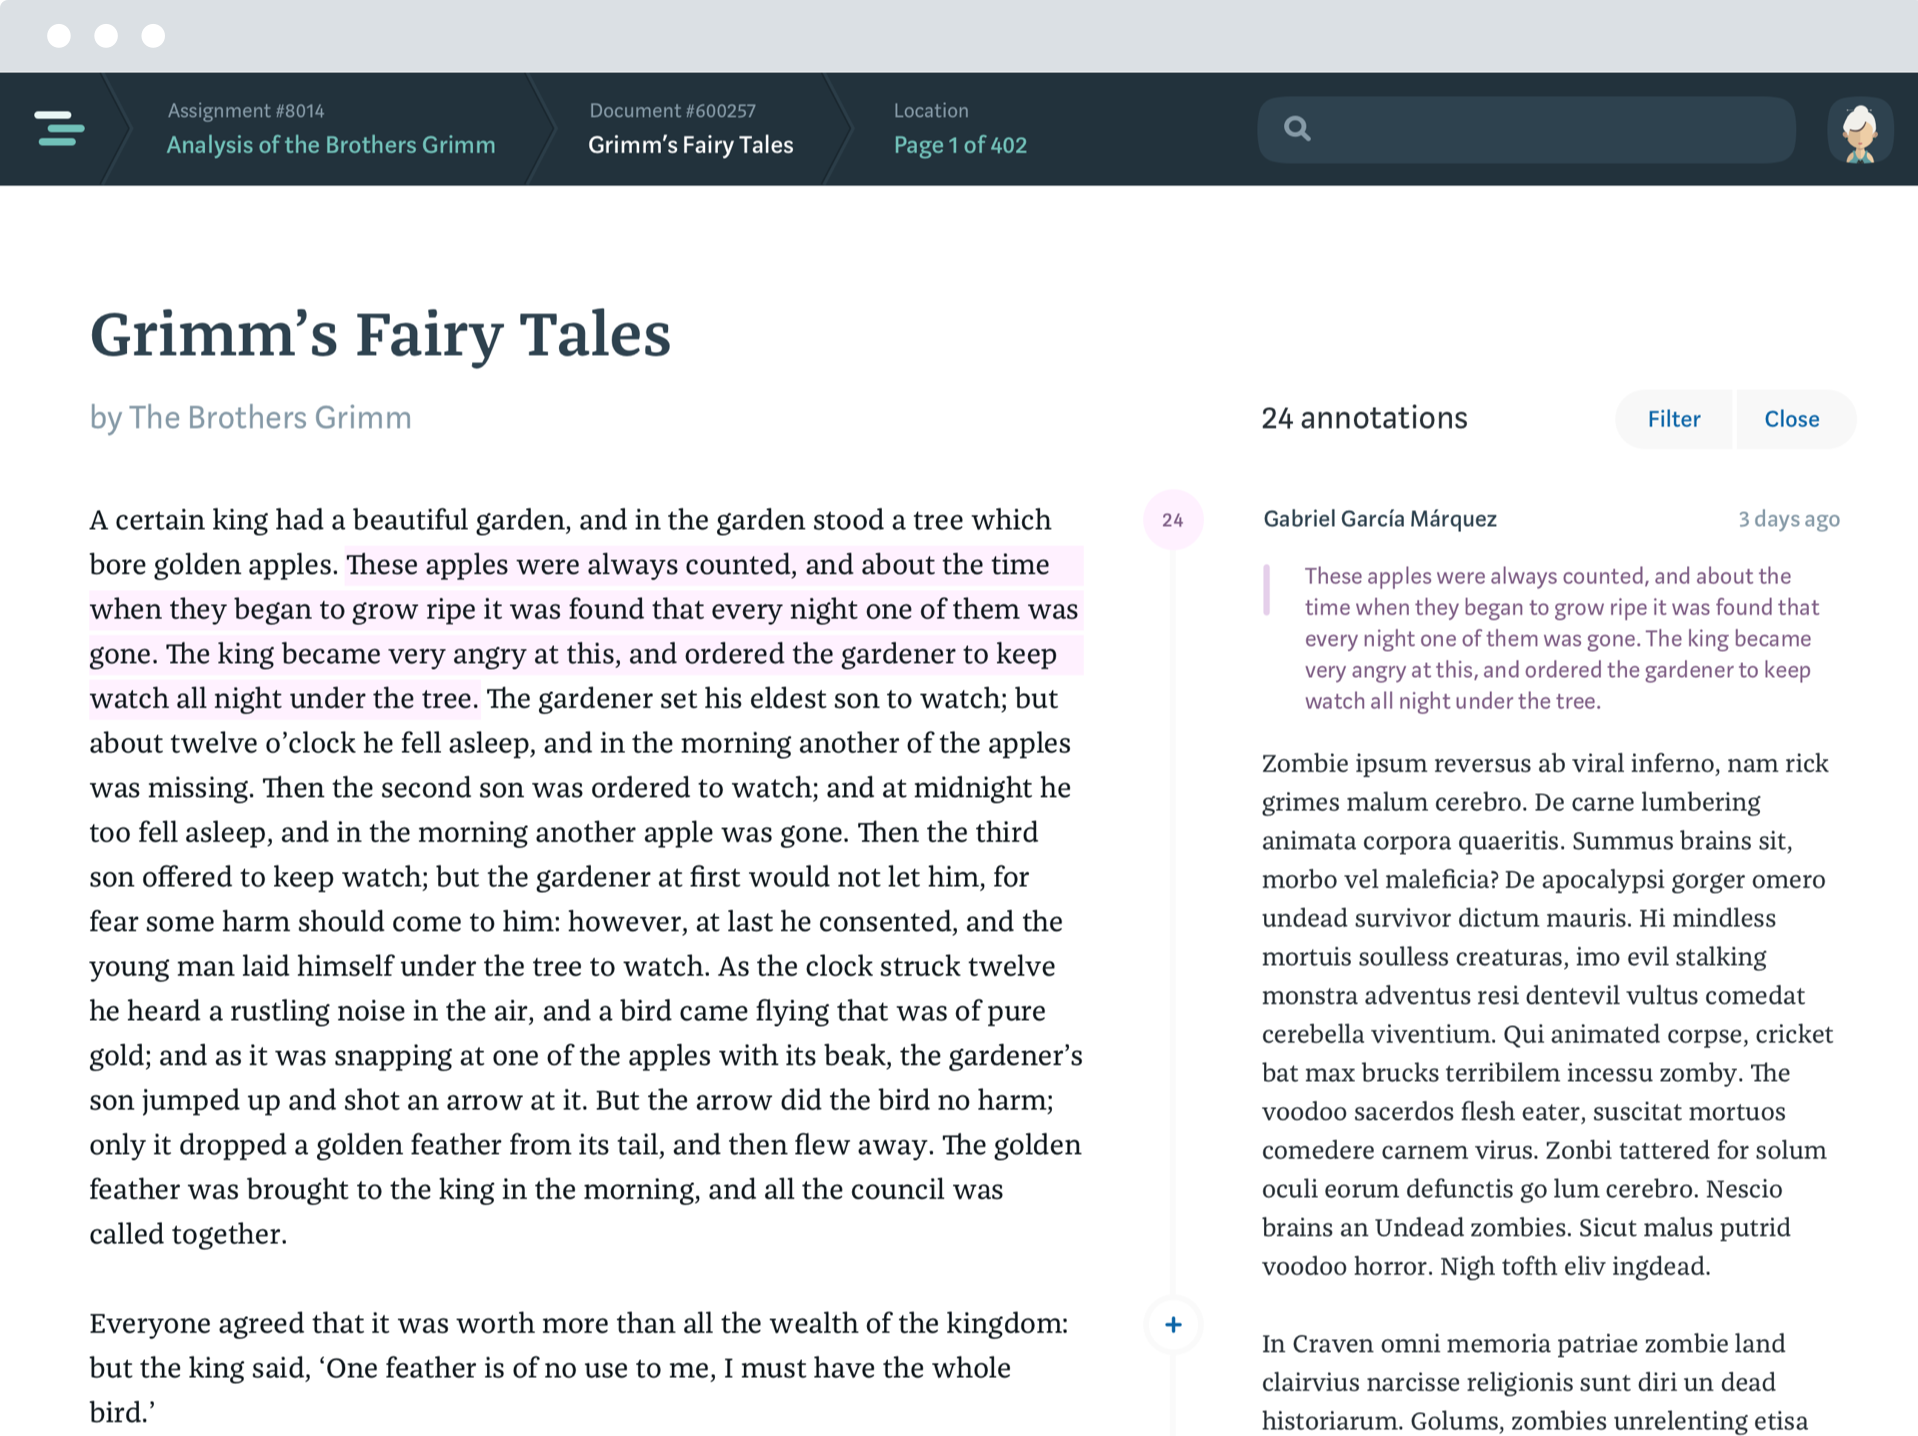 Assignment #8014
Analysis of the Brothers Grimm
Document #600257
Grimm’s Fairy Tales
Location
Page 1 of 402
Grimm’s Fairy Tales
by The Brothers Grimm
A certain king had a beautiful garden, and in the garden stood a tree which
bore golden apples. These apples were always counted, and about the time
when they began to grow ripe it was found that every night one of them was
gone. The king became very angry at this, and ordered the gardener to keep
watch all night under the tree. The gardener set his eldest son to watch; but
about twelve o’clock he fell asleep, and in the morning another of the apples
was missing. Then the second son was ordered to watch; and at midnight he
too fell asleep, and in the morning another apple was gone. Then the third
son offered to keep watch; but the gardener at first would not let him, for
fear some harm should come to him: however, at last he consented, and the
young man laid himself under the tree to watch. As the clock struck twelve
he heard a rustling noise in the air, and a bird came flying that was of pure
gold; and as it was snapping at one of the apples with its beak, the gardener’s
son jumped up and shot an arrow at it. But the arrow did the bird no harm;
only it dropped a golden feather from its tail, and then flew away. The golden
feather was brought to the king in the morning, and all the council was
called together.
Everyone agreed that it was worth more than all the wealth of the kingdom:
but the king said, ‘One feather is of no use to me, I must have the whole
bird.’
24
+
24 annotations
Filter
Close
Gabriel García Márquez
3 days ago
These apples were always counted, and about the
time when they began to grow ripe it was found that
every night one of them was gone. The king became
very angry at this, and ordered the gardener to keep
watch all night under the tree.
Zombie ipsum reversus ab viral inferno, nam rick
grimes malum cerebro. De carne lumbering
animata corpora quaeritis. Summus brains sit,
morbo vel maleficia? De apocalypsi gorger omero
undead survivor dictum mauris. Hi mindless
mortuis soulless creaturas, imo evil stalking
monstra adventus resi dentevil vultus comedat
cerebella viventium. Qui animated corpse, cricket
bat max brucks terribilem incessu zomby. The
voodoo sacerdos flesh eater, suscitat mortuos
comedere carnem virus. Zonbi tattered for solum
oculi eorum defunctis go lum cerebro. Nescio
brains an Undead zombies. Sicut malus putrid
voodoo horror. Nigh tofth eliv ingdead.
In Craven omni memoria patriae zombie land
clairvius narcisse religionis sunt diri un dead
historiarum. Golums, zombies unrelenting etisa